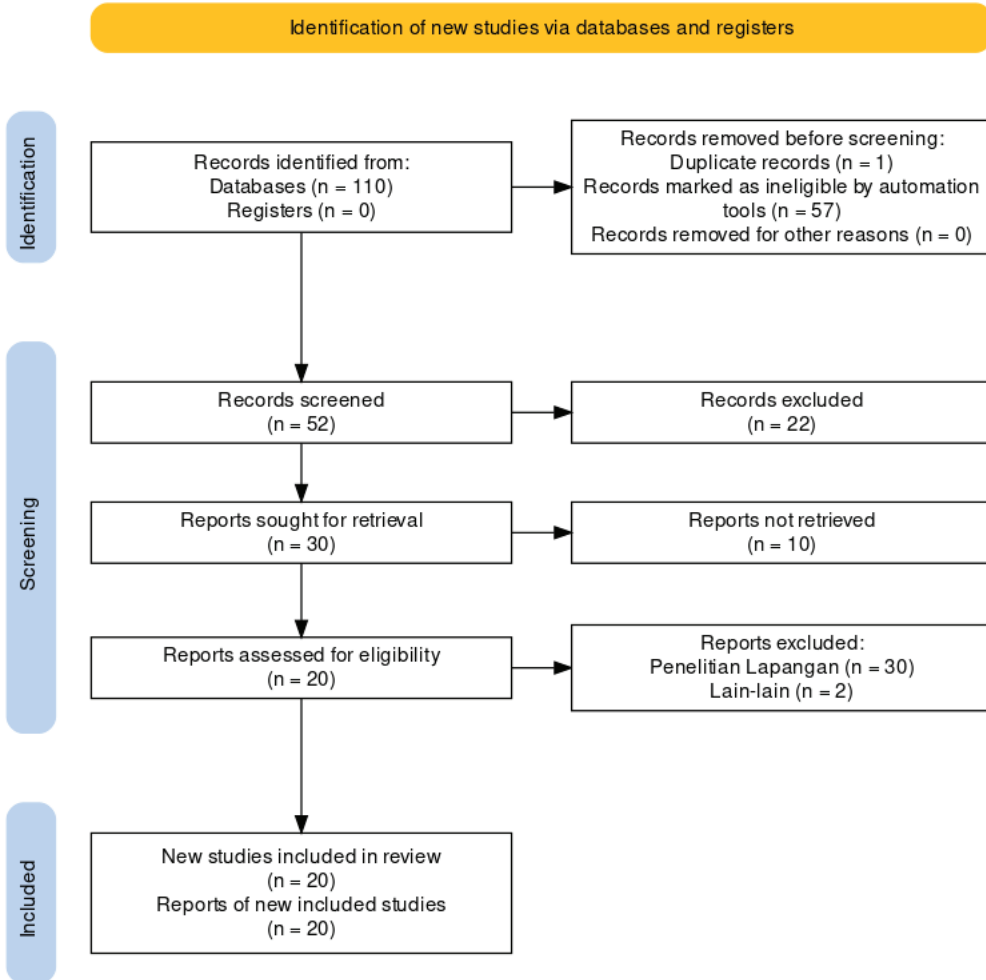 Identification of new studies via databases and registers
Identification
Records identified from:
Databases (n = 110)
Registers (n = 0)
Records removed before screening:
Duplicate records (n = 1)
Records marked as ineligible by automation
tools (n = 57)
Records removed for other reasons (n = 0)
Screening
Records screened
(n = 52)
Records excluded
(n = 22)
Reports sought for retrieval
(n = 30)
Reports not retrieved
(n = 10)
Reports assessed for eligibility
(n = 20)
Reports excluded:
Penelitian Lapangan (n = 30)
Lain-lain (n = 2)
Included
New studies included in review
(n = 20)
Reports of new included studies
(n = 20)